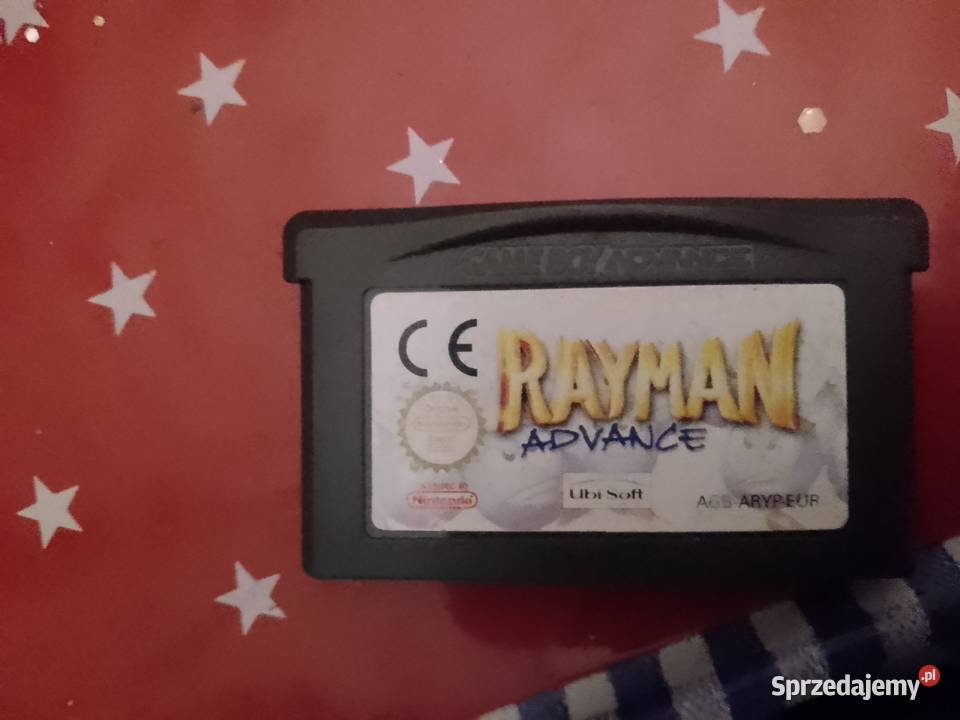 GAME BOY ADVANCE
CE
RAYMAN
ADVANCE
Nintendo
Ubi Soft
AGB-ARYP-EUR
Sprzedajemy.pl